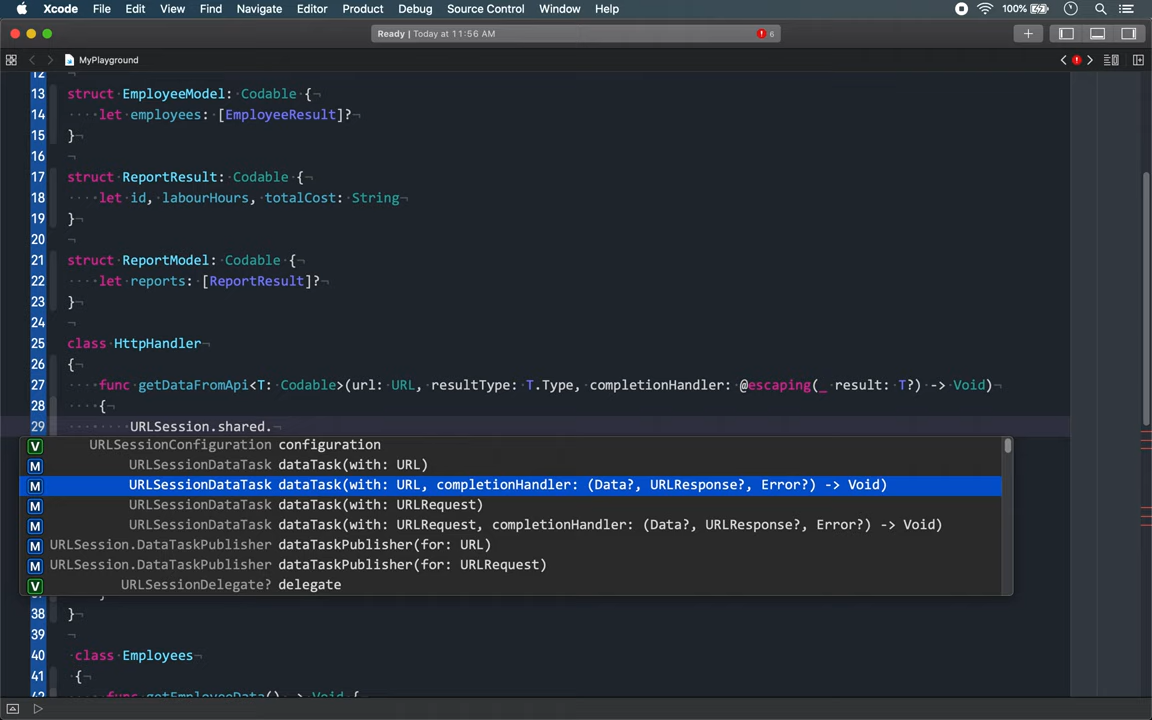 Xcode File Edit View Find Navigate Editor Product Debug Source Control Window Help 100%
Ready | Today at 11:56 AM 6
MyPlayground
12
13 struct EmployeeModel: Codable {
14 let employees: [EmployeeResult]?
15 }
16
17 struct ReportResult: Codable {
18 let id, labourHours, totalCost: String
19 }
20
21 struct ReportModel: Codable {
22 let reports: [ReportResult]?
23 }
24
25 class HttpHandler
26 {
27 func getDataFromApi<T: Codable>(url: URL, resultType: T.Type, completionHandler: @escaping(_ result: T?) -> Void)
28 {
29 URLSession.shared.
V URLSessionConfiguration configuration
M URLSessionDataTask dataTask(with: URL)
M URLSessionDataTask dataTask(with: URL, completionHandler: (Data?, URLResponse?, Error?) -> Void)
M URLSessionDataTask dataTask(with: URLRequest)
M URLSessionDataTask dataTask(with: URLRequest, completionHandler: (Data?, URLResponse?, Error?) -> Void)
M URLSession.DataTaskPublisher dataTaskPublisher(for: URL)
M URLSession.DataTaskPublisher dataTaskPublisher(for: URLRequest)
V URLSessionDelegate? delegate
38 }
39
40 class Employees
41 {
42 func getEmployeeData() -> Void {